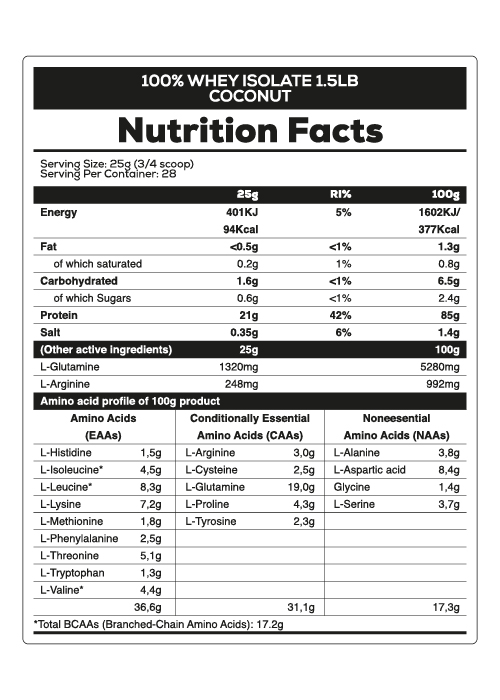 100% WHEY ISOLATE 1.5LB
COCONUT
Nutrition Facts
Serving Size: 25g (3/4 scoop)
Serving Per Container: 28
25g RI% 100g
Energy 401KJ 5% 1602KJ/
94Kcal 377Kcal
Fat <0.5g <1% 1.3g
of which saturated 0.2g 1% 0.8g
Carbohydrated 1.6g <1% 6.5g
of which Sugars 0.6g <1% 2.4g
Protein 21g 42% 85g
Salt 0.35g 6% 1.4g
(Other active ingredients) 25g 100g
L-Glutamine 1320mg 5280mg
L-Arginine 248mg 992mg
Amino acid profile of 100g product
Amino Acids Conditionally Essential Noneesential
(EAAs) Amino Acids (CAAs) Amino Acids (NAAs)
L-Histidine 1,5g L-Arginine 3,0g L-Alanine 3,8g
L-Isoleucine* 4,5g L-Cysteine 2,5g L-Aspartic acid 8,4g
L-Leucine* 8,3g L-Glutamine 19,0g Glycine 1,4g
L-Lysine 7,2g L-Proline 4,3g L-Serine 3,7g
L-Methionine 1,8g L-Tyrosine 2,3g
L-Phenylalanine 2,5g
L-Threonine 5,1g
L-Tryptophan 1,3g
L-Valine* 4,4g
36,6g 31,1g 17,3g
*Total BCAAs (Branched-Chain Amino Acids): 17.2g